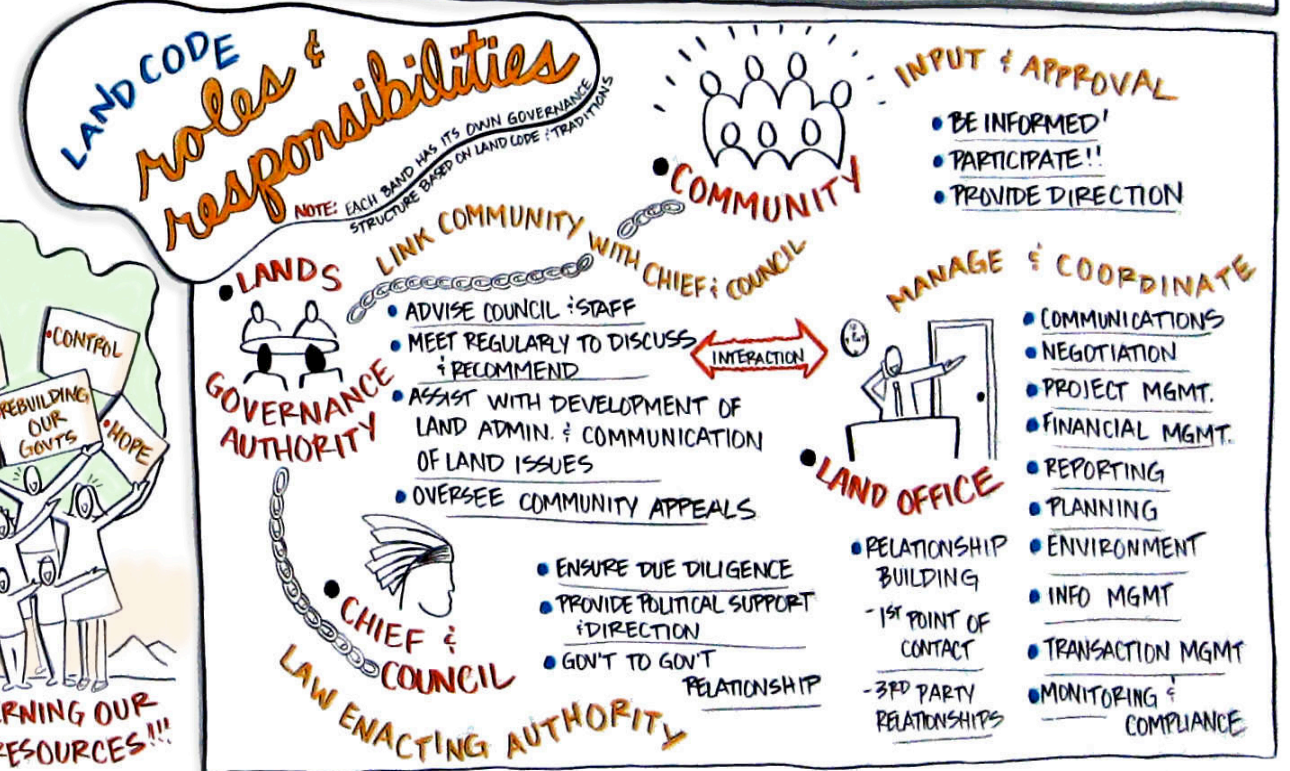 LAND CODE
roles &
responsibilities
NOTE: EACH BAND HAS ITS OWN GOVERNANCE
STRUCTURE BASED ON LAND CODE & TRADITIONS
• COMMUNITY
INPUT & APPROVAL
• BE INFORMED!
• PARTICIPATE!!
• PROVIDE DIRECTION
LINK COMMUNITY WITH CHIEF & COUNCIL
• LANDS
GOVERNANCE
AUTHORITY
• ADVISE COUNCIL & STAFF
• MEET REGULARLY TO DISCUSS
& RECOMMEND
• ASSIST WITH DEVELOPMENT OF
LAND ADMIN. & COMMUNICATION
OF LAND ISSUES
• OVERSEE COMMUNITY APPEALS
INTERACTION
• LAND OFFICE
• RELATIONSHIP
BUILDING
- 1ST POINT OF
CONTACT
- 3RD PARTY
RELATIONSHIPS
MANAGE & COORDINATE
• COMMUNICATIONS
• NEGOTIATION
• PROJECT MGMT.
• FINANCIAL MGMT.
• REPORTING
• PLANNING
• ENVIRONMENT
• INFO MGMT
• TRANSACTION MGMT
• MONITORING &
COMPLIANCE
• CHIEF &
COUNCIL
LAW ENACTING AUTHORITY
• ENSURE DUE DILIGENCE
• PROVIDE POLITICAL SUPPORT
& DIRECTION
• GOV'T TO GOV'T
RELATIONSHIP
• CONTROL
REBUILDING
OUR
GOVTS
• HOPE
RNING OUR
ESOURCES!!!